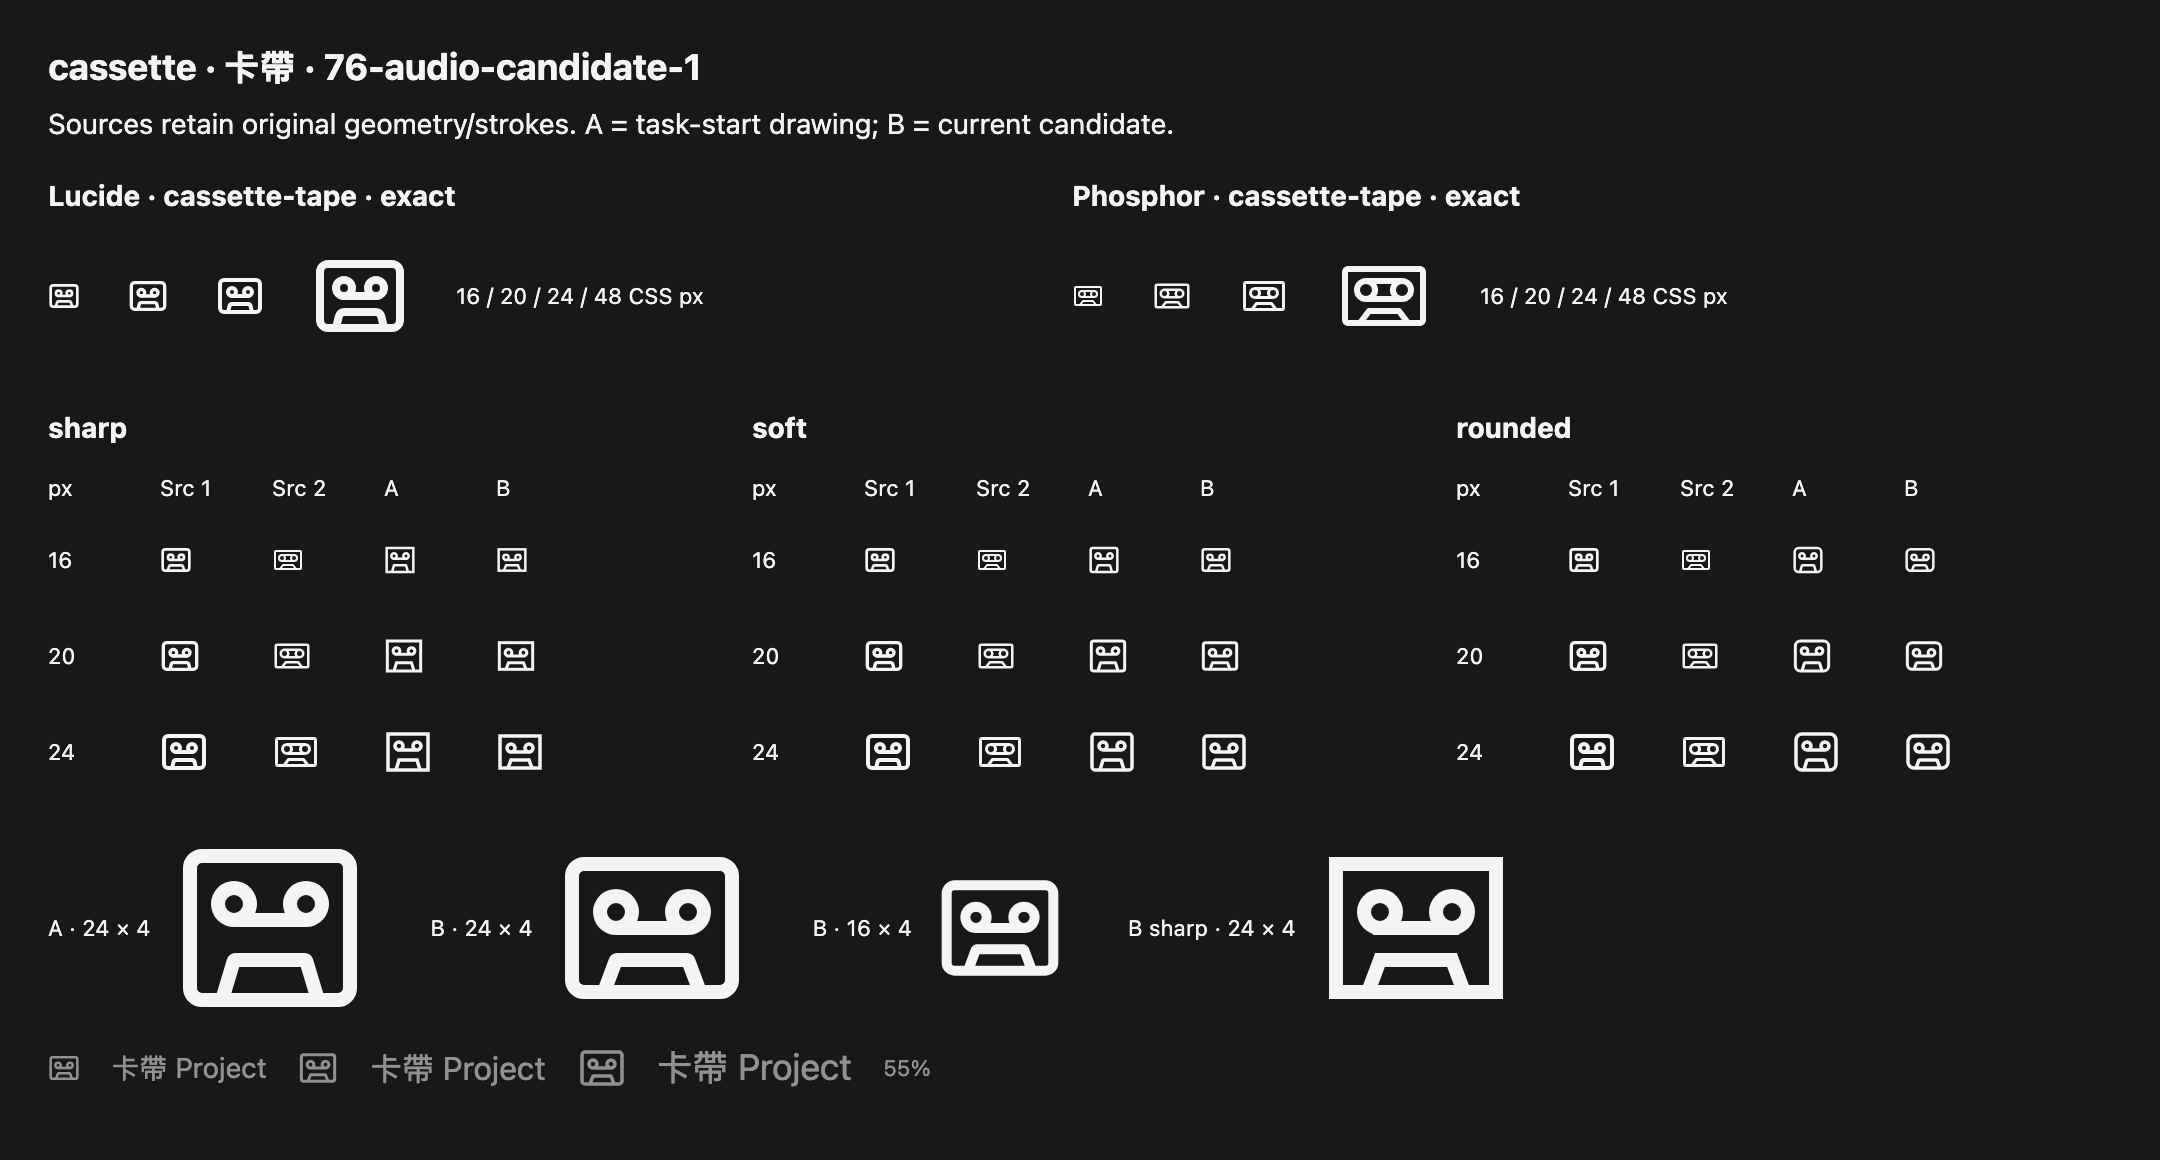 cassette · 卡帶 · 76-audio-candidate-1
Sources retain original geometry/strokes. A = task-start drawing; B = current candidate.
Lucide · cassette-tape · exact
16 / 20 / 24 / 48 CSS px
Phosphor · cassette-tape · exact
16 / 20 / 24 / 48 CSS px
sharp
px Src 1 Src 2 A B
16
20
24
soft
px Src 1 Src 2 A B
16
20
24
rounded
px Src 1 Src 2 A B
16
20
24
A · 24 × 4
B · 24 × 4
B · 16 × 4
B sharp · 24 × 4
卡帶 Project 卡帶 Project 卡帶 Project 55%